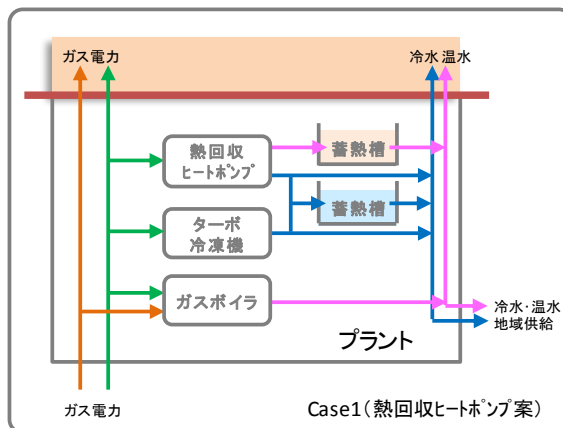 ガス電力
冷水 温水
熱回収
ヒートポンプ
蓄熱槽
蓄熱槽
ターボ
冷凍機
ガスボイラ
冷水・温水
地域供給
プラント
ガス電力
Case1(熱回収ヒートポンプ案)